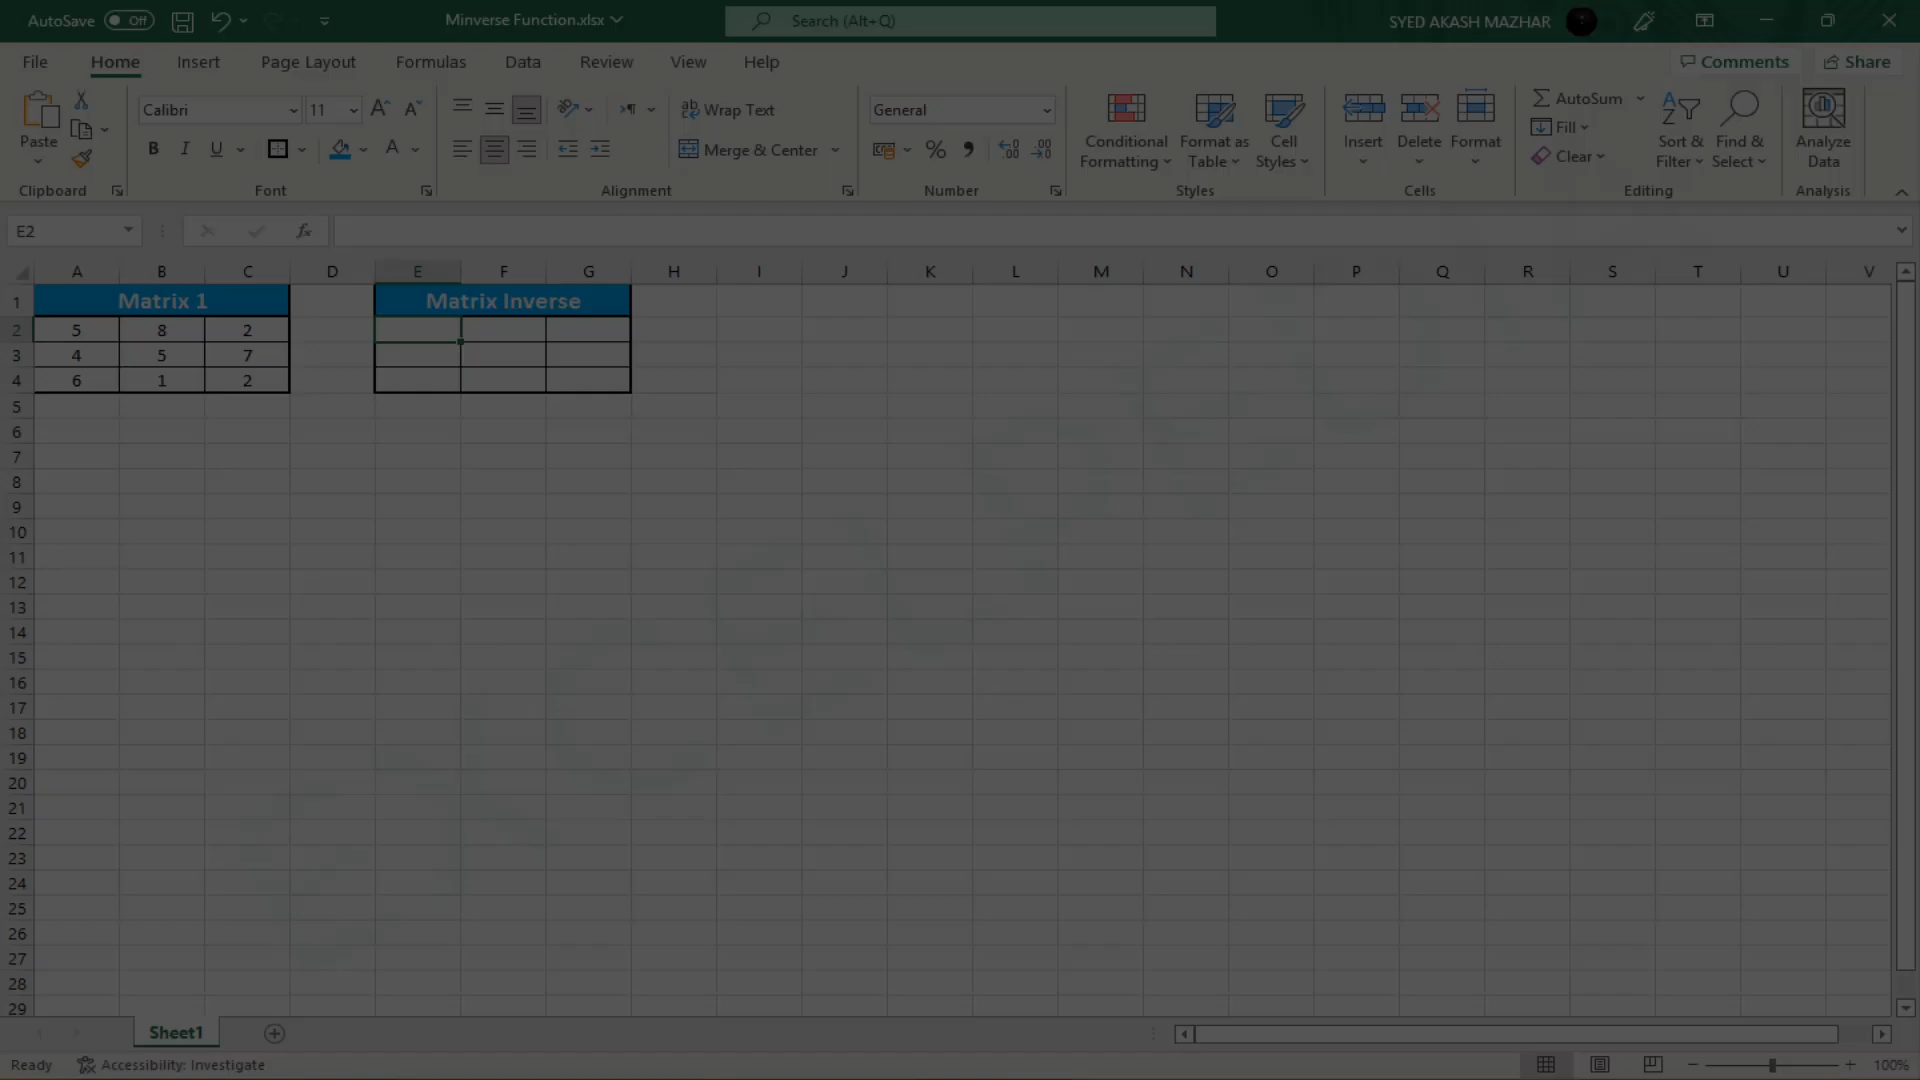 AutoSave Off Minverse Function.xlsx Search (Alt+Q) SYED AKASH MAZHAR
File Home Insert Page Layout Formulas Data Review View Help Comments Share
Paste Calibri 11 Wrap Text General Conditional Formatting Format as Table Cell Styles Insert Delete Format AutoSum Sort & Filter Find & Select Analyze Data
B I U A Merge & Center % Fill
Clear
Clipboard Font Alignment Number Styles Cells Editing Analysis
E2 fx
A B C D E F G H I J K L M N O P Q R S T U V
1 Matrix 1 Matrix Inverse
2 5 8 2
3 4 5 7
4 6 1 2
5
6
7
8
9
10
11
12
13
14
15
16
17
18
19
20
21
22
23
24
25
26
27
28
29
Sheet1
Ready Accessibility: Investigate 100%